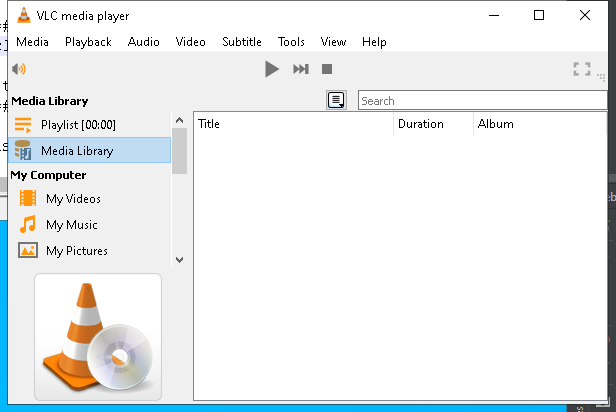 VLC media player
Media Playback Audio Video Subtitle Tools View Help
Media Library
Search
Playlist [00:00]
Media Library
My Computer
My Videos
My Music
My Pictures
Title Duration Album